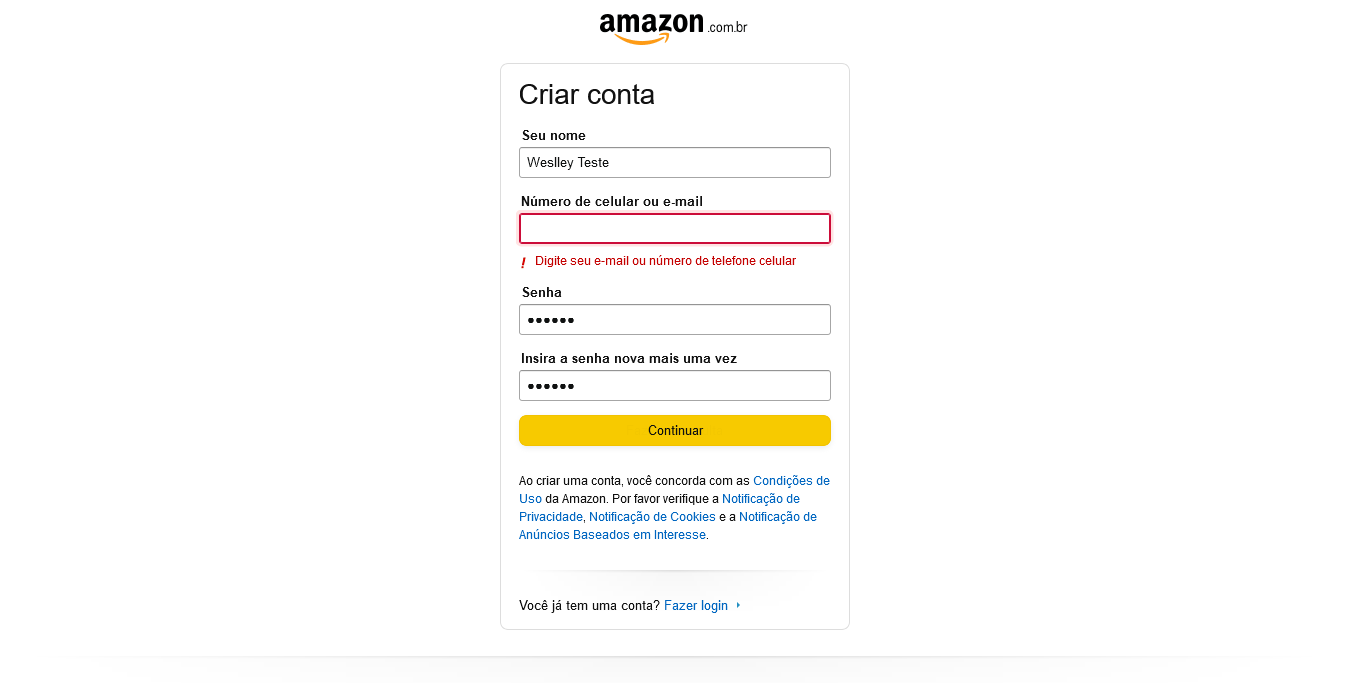 amazon.com.br
Criar conta
Seu nome
Weslley Teste
Número de celular ou e-mail
! Digite seu e-mail ou número de telefone celular
Senha
••••••
Insira a senha nova mais uma vez
••••••
Continuar
Ao criar uma conta, você concorda com as Condições de
Uso da Amazon. Por favor verifique a Notificação de
Privacidade, Notificação de Cookies e a Notificação de
Anúncios Baseados em Interesse.
Você já tem uma conta? Fazer login